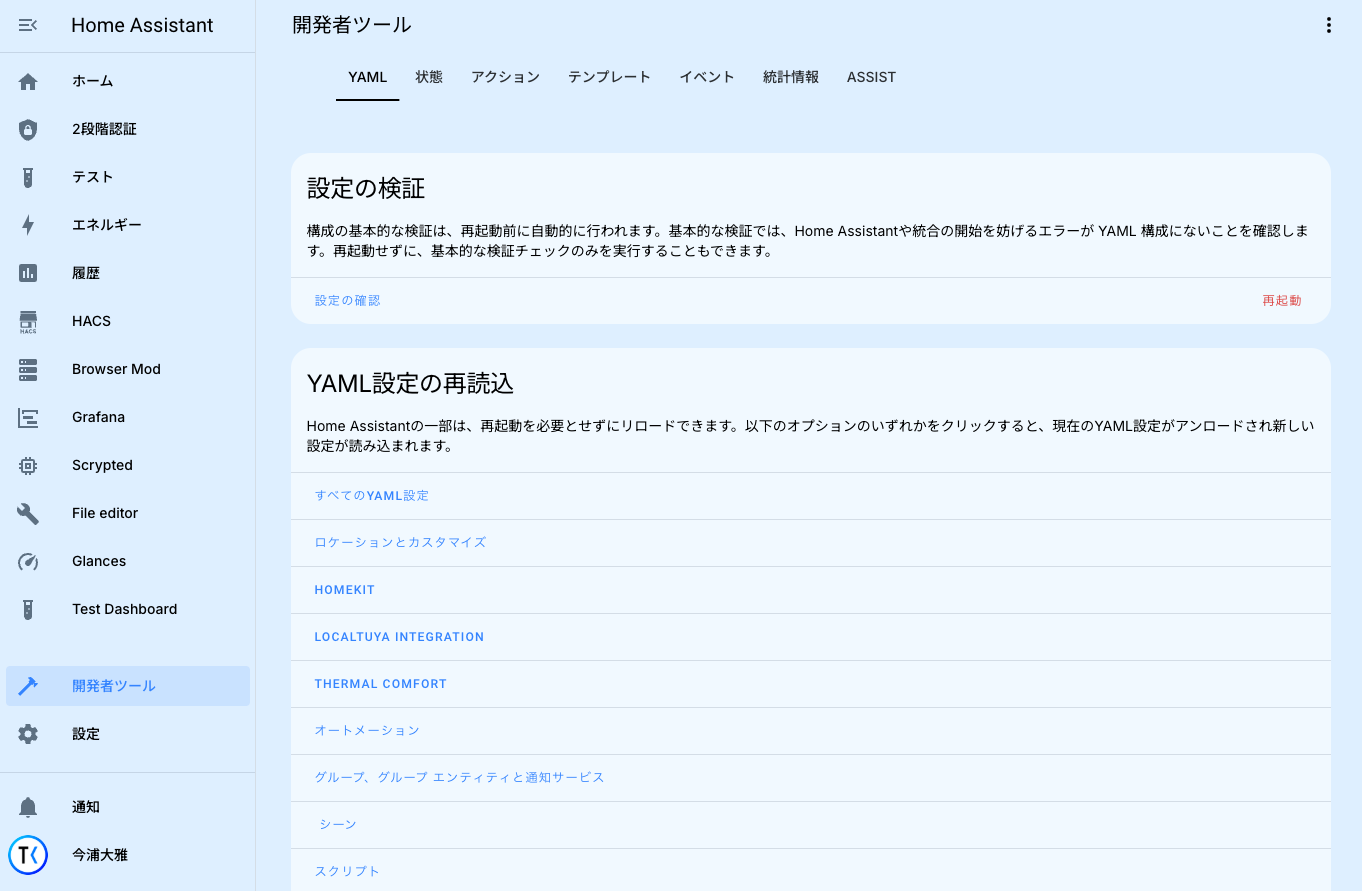 Home Assistant
ホーム
2段階認証
テスト
エネルギー
履歴
HACS
HACS
Browser Mod
Grafana
Scrypted
File editor
Glances
Test Dashboard
開発者ツール
設定
通知
今浦大雅
開発者ツール
YAML 状態 アクション テンプレート イベント 統計情報 ASSIST
設定の検証
構成の基本的な検証は、再起動前に自動的に行われます。基本的な検証では、Home Assistantや統合の開始を妨げるエラーが YAML 構成にないことを確認しま
す。再起動せずに、基本的な検証チェックのみを実行することもできます。
設定の確認 再起動
YAML設定の再読込
Home Assistantの一部は、再起動を必要とせずにリロードできます。以下のオプションのいずれかをクリックすると、現在のYAML設定がアンロードされ新しい
設定が読み込まれます。
すべてのYAML設定
ロケーションとカスタマイズ
HOMEKIT
LOCALTUYA INTEGRATION
THERMAL COMFORT
オートメーション
グループ、グループ エンティティと通知サービス
シーン
スクリプト